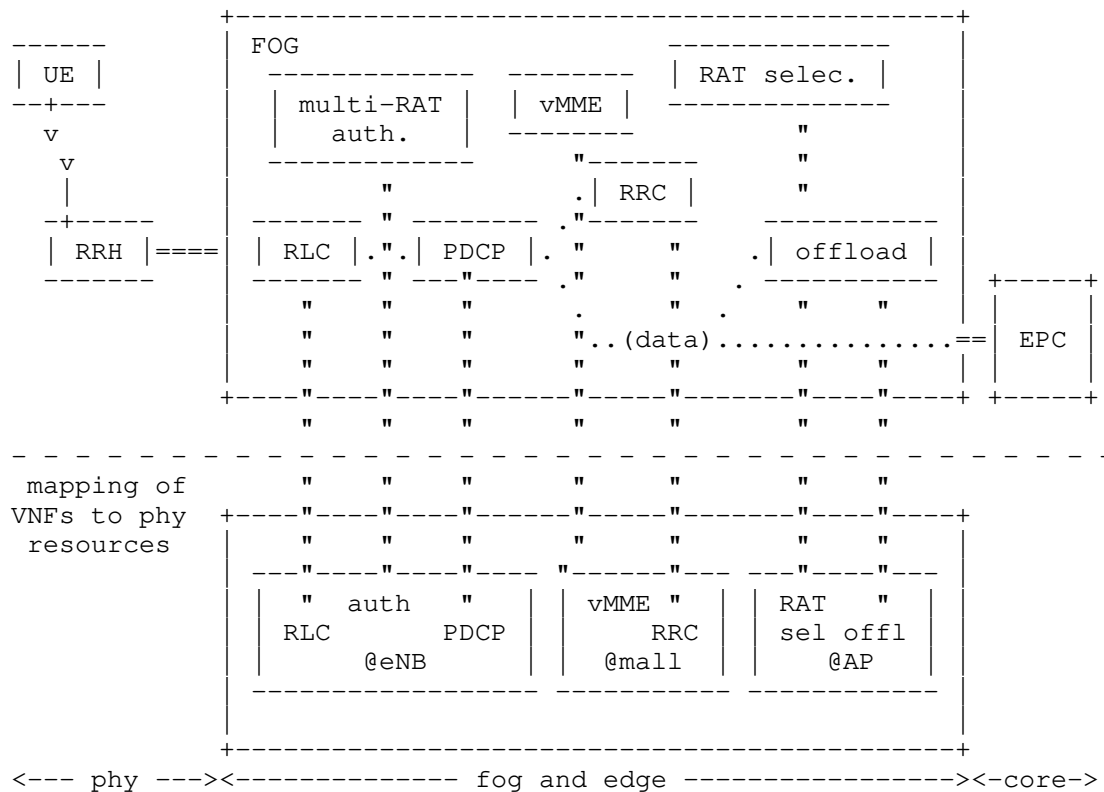 FOG
UE RAT selec.
multi-RAT vMME
auth.
RRC
RRH RLC PDCP offload
(data) EPC
mapping of
VNFs to phy
resources
auth vMME RAT
RLC PDCP RRC sel offl
@eNB @mall @AP
<--- phy ---><------------ fog and edge --------------><-core->